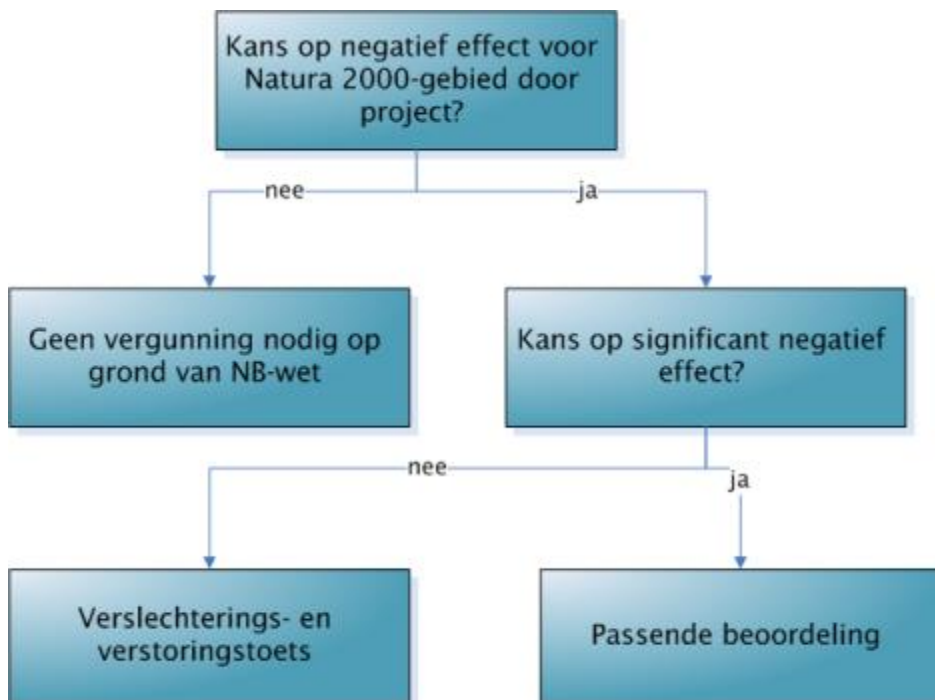 Kans op negatief effect voor
Natura 2000-gebied door
project?
nee
ja
Geen vergunning nodig op
grond van NB-wet
Kans op significant negatief
effect?
nee
ja
Verslechterings- en
verstoringstoets
Passende beoordeling